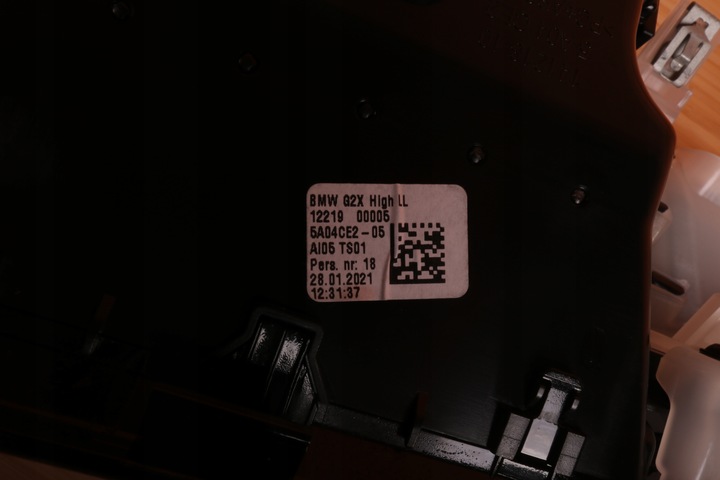 BMW G2X High LL
12219 00005
5A04CE2-05
AI05 TS01
Pers. nr: 18
28.01.2021
12:31:37